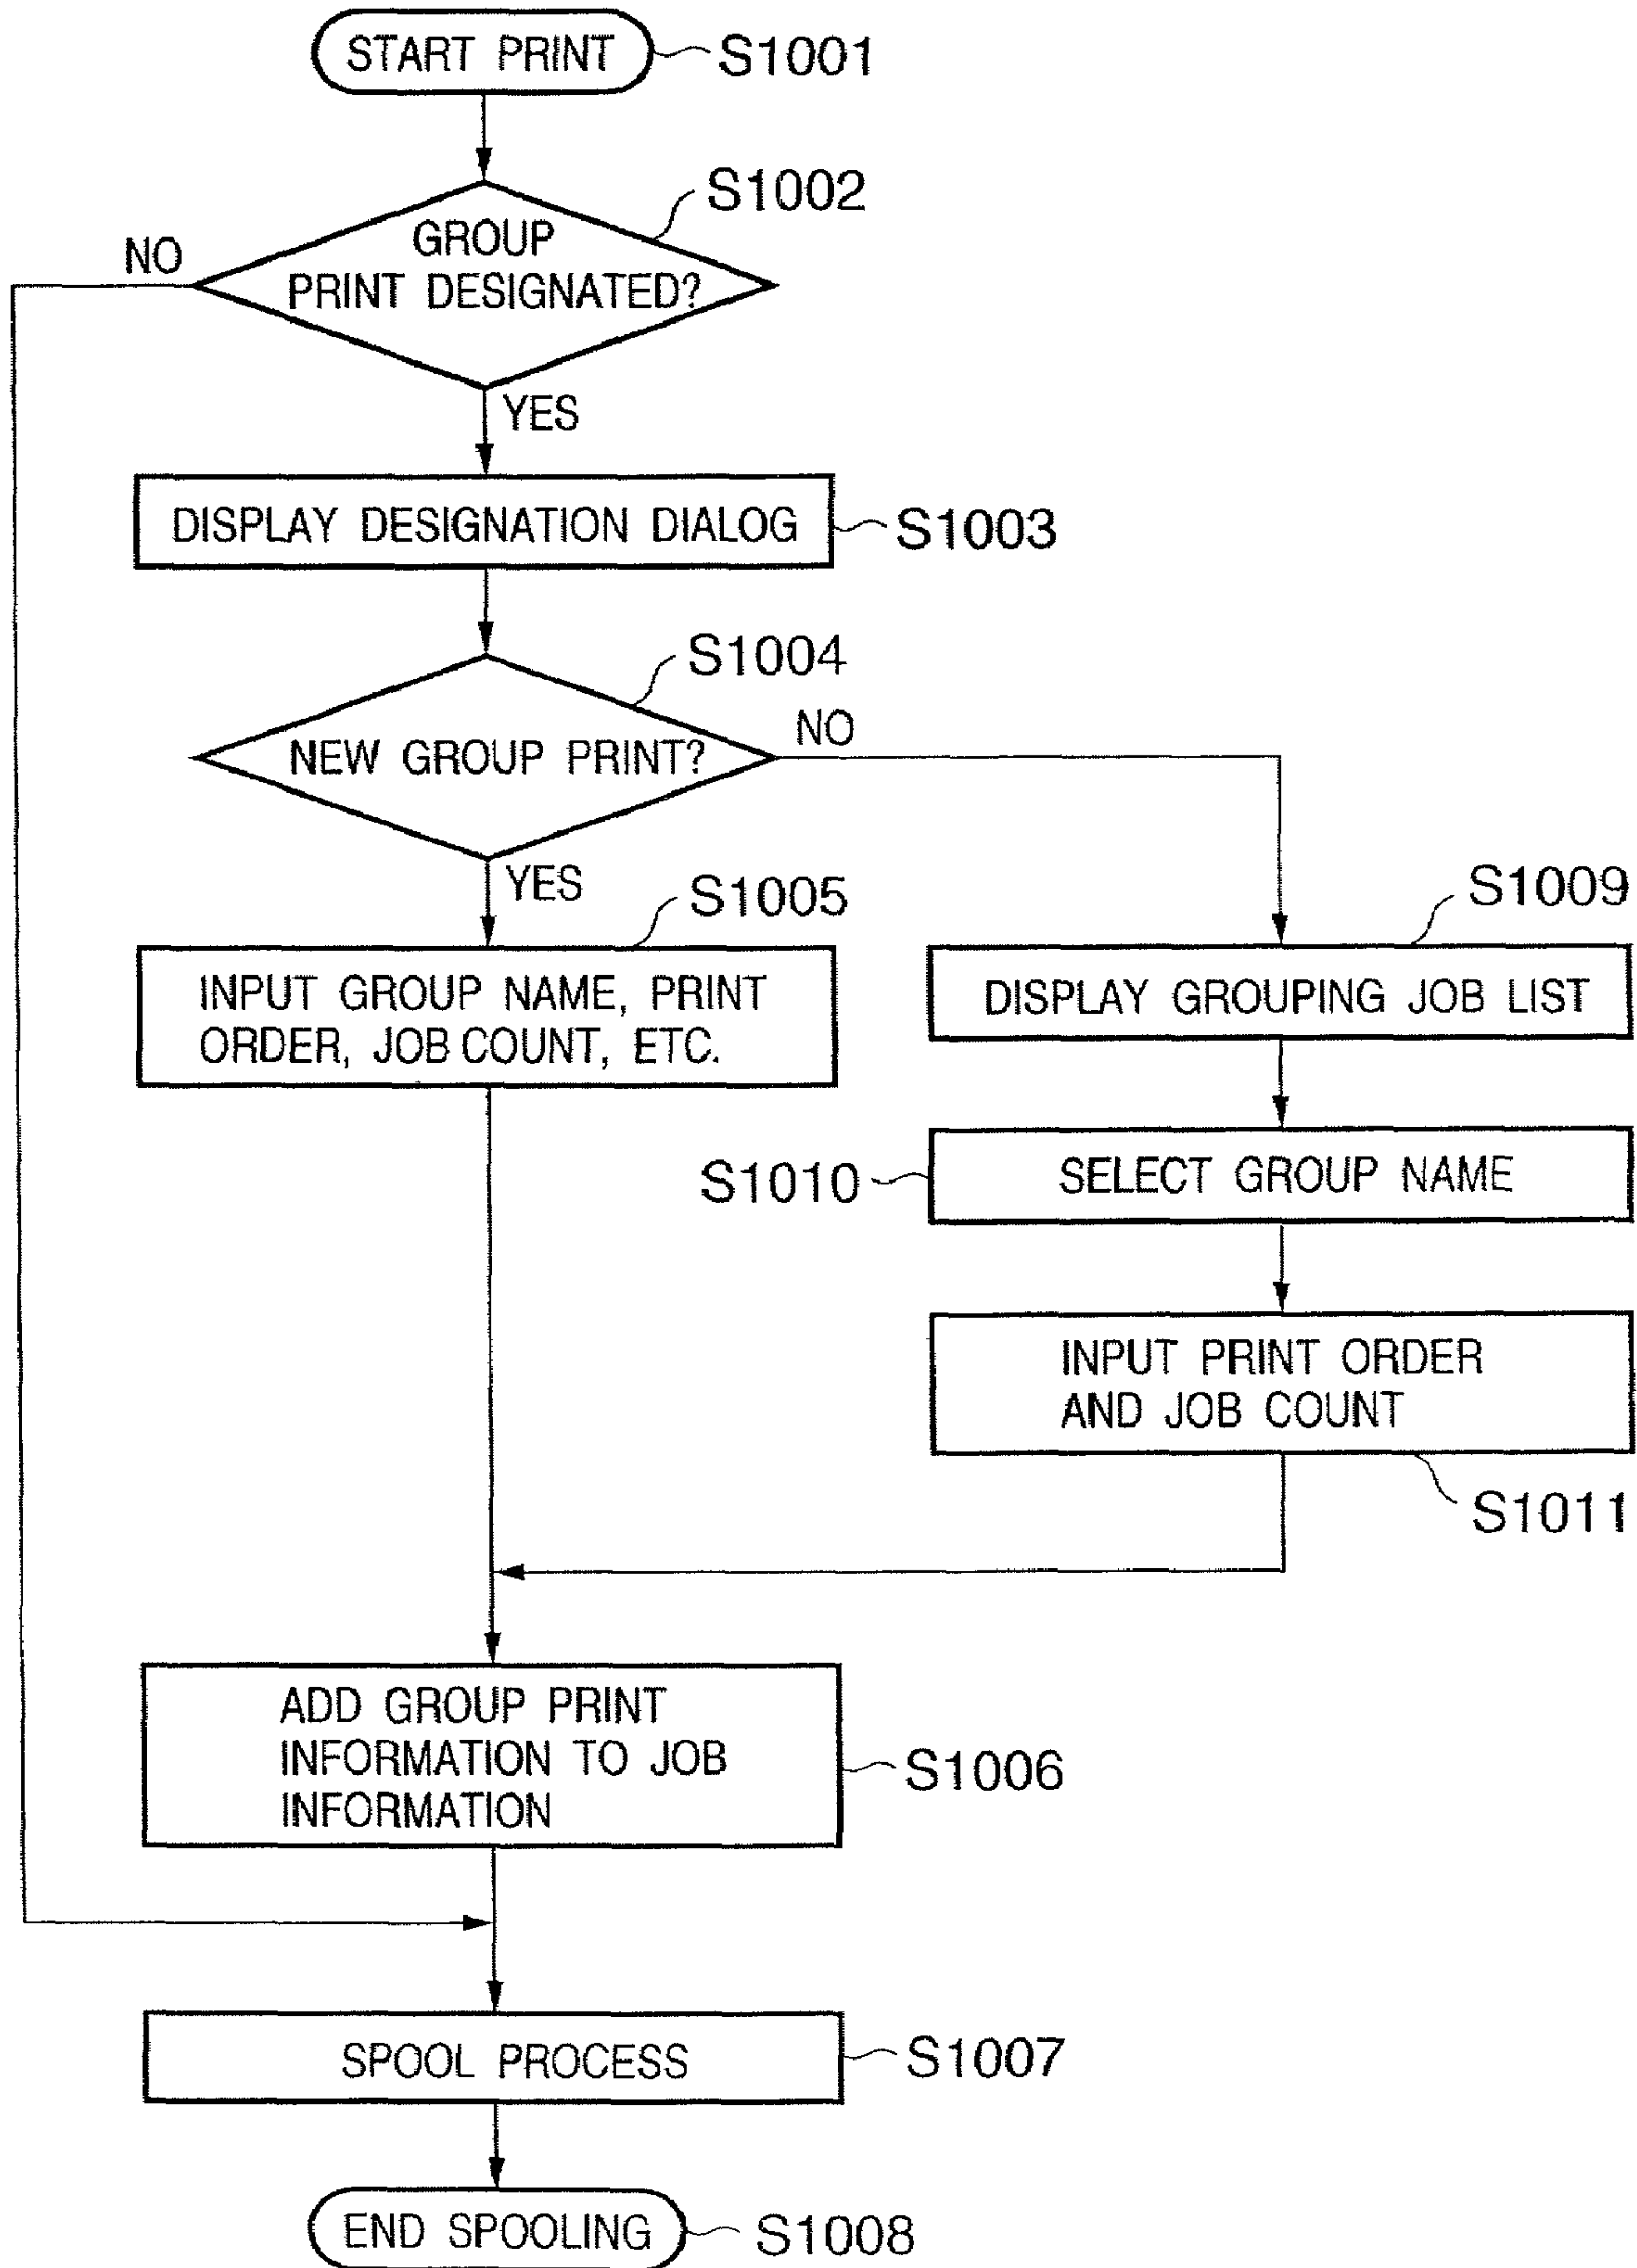 START PRINT
S1001
S1002
GROUP
PRINT DESIGNATED?
NO
YES
DISPLAY DESIGNATION DIALOG
S1003
S1004
NEW GROUP PRINT?
NO
YES
S1005
INPUT GROUP NAME, PRINT
ORDER, JOB COUNT, ETC.
S1009
DISPLAY GROUPING JOB LIST
S1010
SELECT GROUP NAME
INPUT PRINT ORDER
AND JOB COUNT
S1011
ADD GROUP PRINT
INFORMATION TO JOB
INFORMATION
S1006
SPOOL PROCESS
S1007
END SPOOLING
S1008